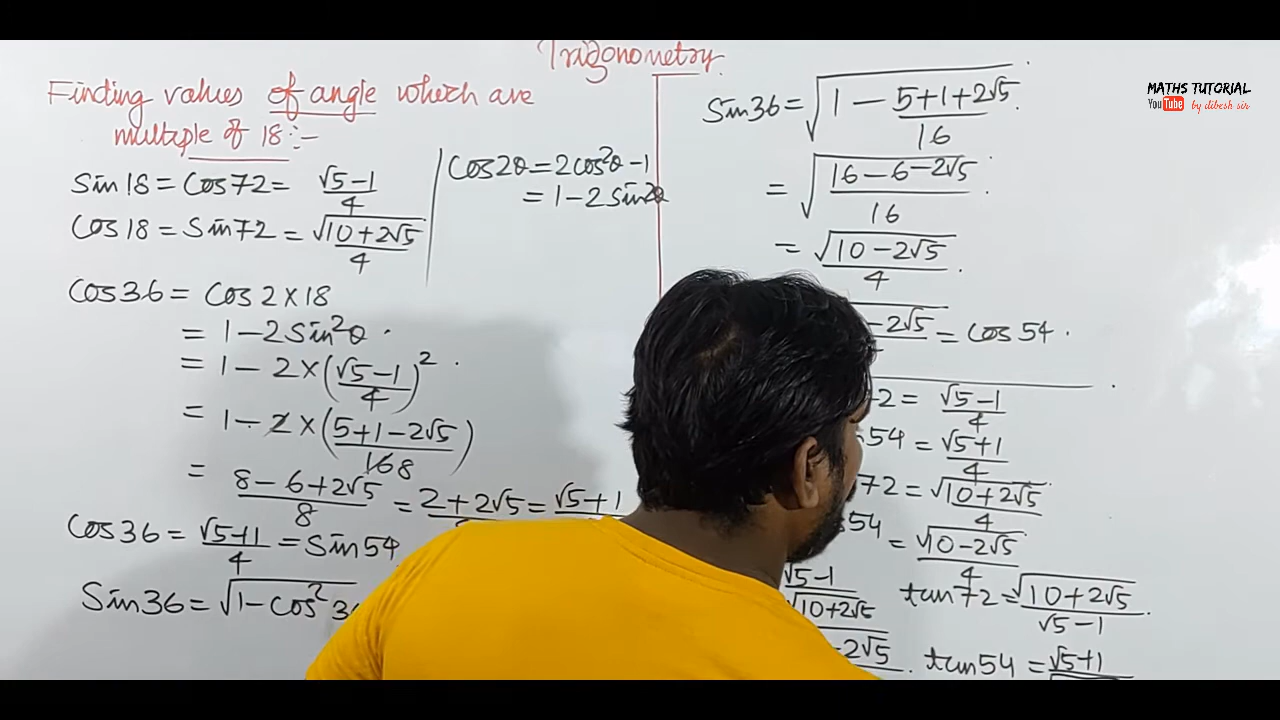 Trigonometry
Finding values of angle which are
multiple of 18:-
sin 18 = cos 72 = √5-1/4
cos 18 = sin 72 = √10+2√5/4
cos 2θ = 2cos²θ - 1
= 1 - 2 sin²θ
cos 36 = cos 2×18
= 1 - 2 sin²θ
= 1 - 2 × (√5-1/4)²
= 1 - 2 × (5+1-2√5/16 8)
= 8-6+2√5/8 = 2+2√5 = √5+1
cos 36 = √5+1/4 = sin 54
sin 36 = √1-cos² 36
sin 36 = √1 - 5+1+2√5/16
= √16-6-2√5/16
= √10-2√5/4
-2√5 = cos 54
2 = √5-1/4
54 = √5+1/4
72 = √10+2√5/4
54 = √10-2√5/4
√5-1/√10+2√5
tan 72 = √10+2√5/√5-1
-2√5
tan 54 = √5+1
MATHS TUTORIAL
YouTube by dibesh sir